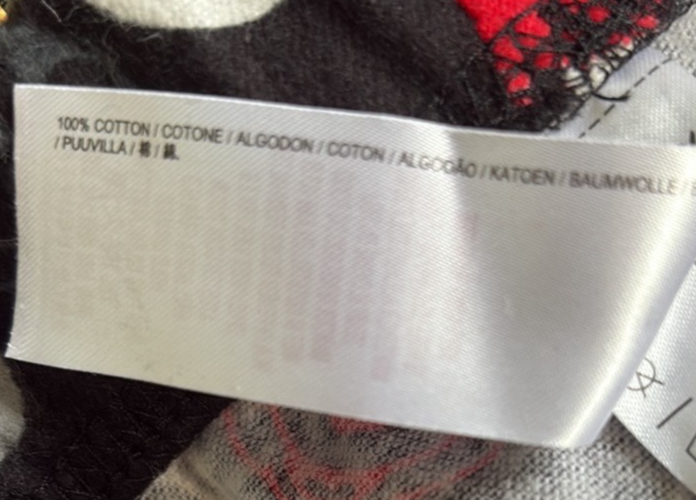 100% COTTON / COTONE / ALGODON / COTON / ALGODÃO / KATOEN / BAUMWOLLE /
/ PUUVILLA / 棉 / 綿.